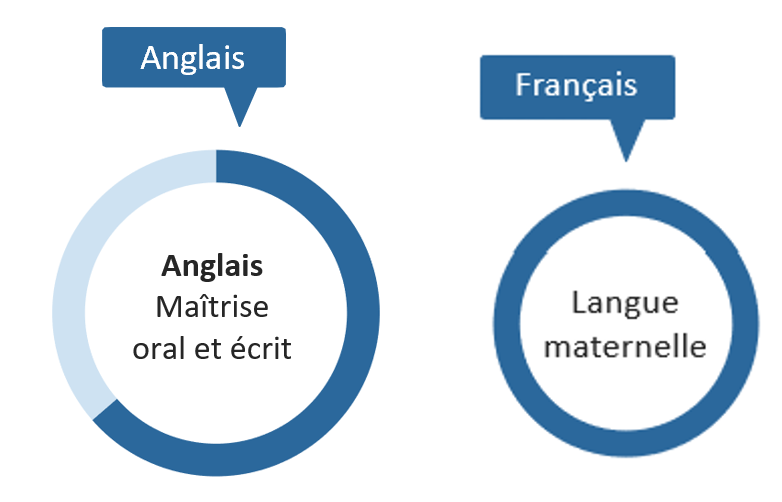 Anglais
Anglais
Maîtrise
oral et écrit
Français
Langue
maternelle